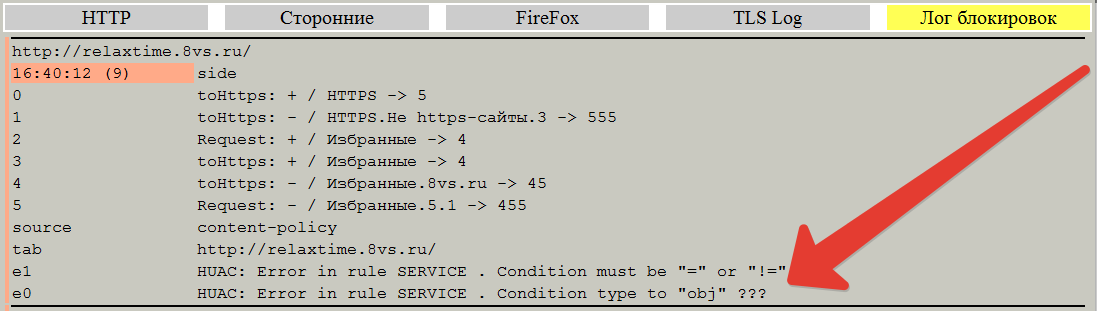 HTTP Сторонние FireFox TLS Log Лог блокировок
http://relaxtime.8vs.ru/
16:40:12 (9) side
0 toHttps: + / HTTPS -> 5
1 toHttps: - / HTTPS.Не https-сайты.3 -> 555
2 Request: + / Избранные -> 4
3 toHttps: + / Избранные -> 4
4 toHttps: - / Избранные.8vs.ru -> 45
5 Request: - / Избранные.5.1 -> 455
source content-policy
tab http://relaxtime.8vs.ru/
e1 HUAC: Error in rule SERVICE . Condition must be "=" or "!="
e0 HUAC: Error in rule SERVICE . Condition type to "obj" ???